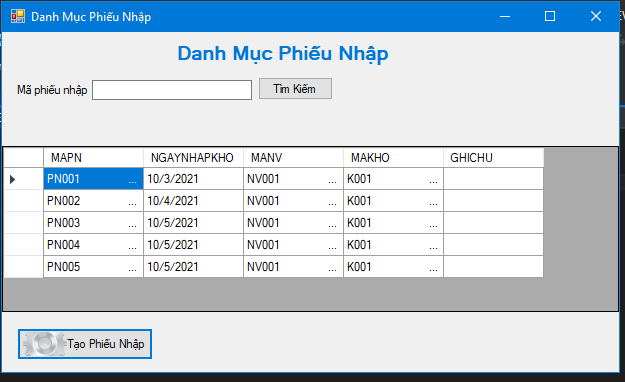 Danh Mục Phiếu Nhập
Danh Mục Phiếu Nhập
Mã phiếu nhập Tìm Kiếm
MAPN NGAYNHAPKHO MANV MAKHO GHICHU
PN001 ... 10/3/2021 NV001 ... K001 ...
PN002 ... 10/4/2021 NV001 ... K001 ...
PN003 ... 10/5/2021 NV001 ... K001 ...
PN004 ... 10/5/2021 NV001 ... K001 ...
PN005 ... 10/5/2021 NV001 ... K001 ...
Tạo Phiếu Nhập